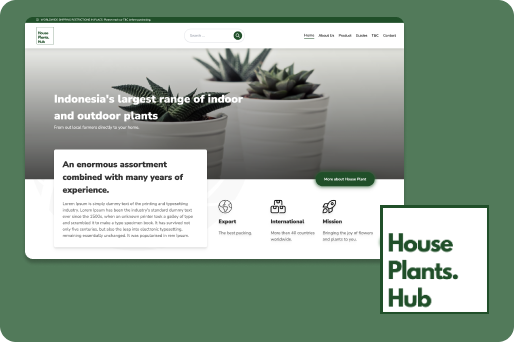 House
Plants.
Hub
Search ...
Home About Us Product Guides T&C Contact
Indonesia's largest range of indoor
and outdoor plants
From out local farmers directly to your home.
An enormous assortment
combined with many years of
experience.
Lorem Ipsum is simply dummy text of the printing and typesetting
industry. Lorem Ipsum has been the industry's standard dummy text
ever since the 1500s, when an unknown printer took a galley of type
and scrambled it to make a type specimen book. It has survived not
only five centuries, but also the leap into electronic typesetting,
remaining essentially unchanged. It was popularised in
More about House Plant
Export
The best packing.
International
More than 40 countries
worldwide.
Mission
Bringing the joy of flowers
and plants to you.
House
Plants.
Hub